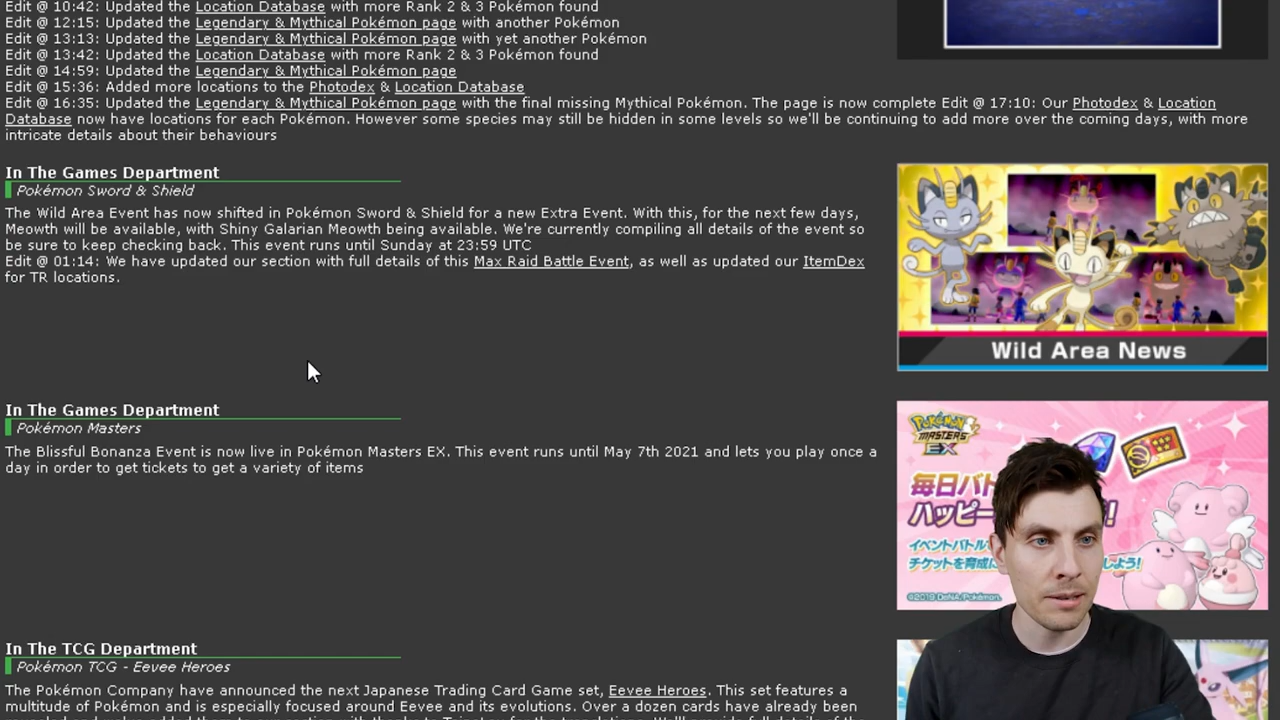 Edit @ 10:42: Updated the Location Database with more Rank 2 & 3 Pokémon found
Edit @ 12:15: Updated the Legendary & Mythical Pokémon page with another Pokémon
Edit @ 13:13: Updated the Legendary & Mythical Pokémon page with yet another Pokémon
Edit @ 13:42: Updated the Location Database with more Rank 2 & 3 Pokémon found
Edit @ 14:59: Updated the Legendary & Mythical Pokémon page
Edit @ 15:36: Added more locations to the Photodex & Location Database
Edit @ 16:35: Updated the Legendary & Mythical Pokémon page with the final missing Mythical Pokémon. The page is now complete Edit @ 17:10: Our Photodex & Location
Database now have locations for each Pokémon. However some species may still be hidden in some levels so we'll be continuing to add more over the coming days, with more
intricate details about their behaviours
In The Games Department
Pokémon Sword & Shield
The Wild Area Event has now shifted in Pokémon Sword & Shield for a new Extra Event. With this, for the next few days,
Meowth will be available, with Shiny Galarian Meowth being available. We're currently compiling all details of the event so
be sure to keep checking back. This event runs until Sunday at 23:59 UTC
Edit @ 01:14: We have updated our section with full details of this Max Raid Battle Event, as well as updated our ItemDex
for TR locations.
Wild Area News
In The Games Department
Pokémon Masters
The Blissful Bonanza Event is now live in Pokémon Masters EX. This event runs until May 7th 2021 and lets you play once a
day in order to get tickets to get a variety of items
Pokémon
MASTERS
EX
毎日バト
ハッピー !
イベントバトル
チケットを育成に しよう!
©2019 DeNA/Pokémon.
In The TCG Department
Pokémon TCG - Eevee Heroes
The Pokémon Company have announced the next Japanese Trading Card Game set, Eevee Heroes. This set features a
multitude of Pokémon and is especially focused around Eevee and its evolutions. Over a dozen cards have already been